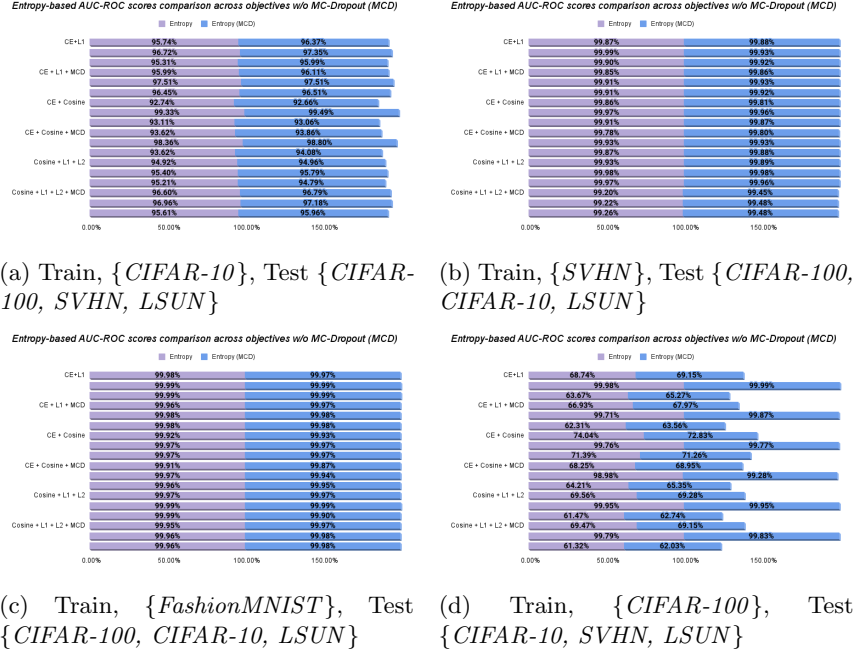 Entropy-based AUC-ROC scores comparison across objectives w/o MC-Dropout (MCD)
Entropy Entropy (MCD)
CE+L1 95.74% 96.37%
96.72% 97.35%
95.31% 95.99%
CE + L1 + MCD 95.99% 96.11%
97.51% 97.51%
96.45% 96.51%
CE + Cosine 92.74% 92.66%
99.33% 99.49%
93.11% 93.06%
CE + Cosine + MCD 93.62% 93.86%
98.36% 98.80%
93.62% 94.08%
Cosine + L1 + L2 94.92% 94.96%
95.40% 95.79%
95.21% 94.79%
Cosine + L1 + L2 + MCD 96.60% 96.79%
96.96% 97.18%
95.61% 95.96%
0.00% 50.00% 100.00% 150.00%
(a) Train, {CIFAR-10}, Test {CIFAR-
100, SVHN, LSUN}
Entropy-based AUC-ROC scores comparison across objectives w/o MC-Dropout (MCD)
Entropy Entropy (MCD)
CE+L1 99.87% 99.88%
99.99% 99.93%
99.90% 99.92%
CE + L1 + MCD 99.85% 99.86%
99.91% 99.93%
99.91% 99.92%
CE + Cosine 99.86% 99.81%
99.97% 99.96%
99.91% 99.87%
CE + Cosine + MCD 99.78% 99.80%
99.93% 99.93%
99.87% 99.88%
Cosine + L1 + L2 99.93% 99.89%
99.98% 99.98%
99.97% 99.96%
Cosine + L1 + L2 + MCD 99.20% 99.45%
99.22% 99.48%
99.26% 99.48%
0.00% 50.00% 100.00% 150.00%
(b) Train, {SVHN}, Test {CIFAR-100,
CIFAR-10, LSUN}
Entropy-based AUC-ROC scores comparison across objectives w/o MC-Dropout (MCD)
Entropy Entropy (MCD)
CE+L1 99.98% 99.97%
99.99% 99.99%
99.99% 99.99%
CE + L1 + MCD 99.96% 99.97%
99.98% 99.98%
99.98% 99.98%
CE + Cosine 99.92% 99.93%
99.97% 99.97%
99.97% 99.97%
CE + Cosine + MCD 99.91% 99.87%
99.97% 99.94%
99.96% 99.95%
Cosine + L1 + L2 99.97% 99.97%
99.99% 99.99%
99.99% 99.90%
Cosine + L1 + L2 + MCD 99.95% 99.97%
99.96% 99.98%
99.96% 99.98%
0.00% 50.00% 100.00% 150.00%
(c) Train, {FashionMNIST}, Test
{CIFAR-100, CIFAR-10, LSUN}
Entropy-based AUC-ROC scores comparison across objectives w/o MC-Dropout (MCD)
Entropy Entropy (MCD)
CE+L1 68.74% 69.15%
99.98% 99.99%
63.67% 65.27%
CE + L1 + MCD 66.93% 67.97%
99.71% 99.87%
62.31% 63.56%
CE + Cosine 74.04% 72.83%
99.76% 99.77%
71.39% 71.26%
CE + Cosine + MCD 68.25% 68.95%
98.98% 99.28%
64.21% 65.35%
Cosine + L1 + L2 69.56% 69.28%
99.95% 99.95%
61.47% 62.74%
Cosine + L1 + L2 + MCD 69.47% 69.15%
99.79% 99.83%
61.32% 62.03%
0.00% 50.00% 100.00% 150.00%
(d) Train, {CIFAR-100}, Test
{CIFAR-10, SVHN, LSUN}